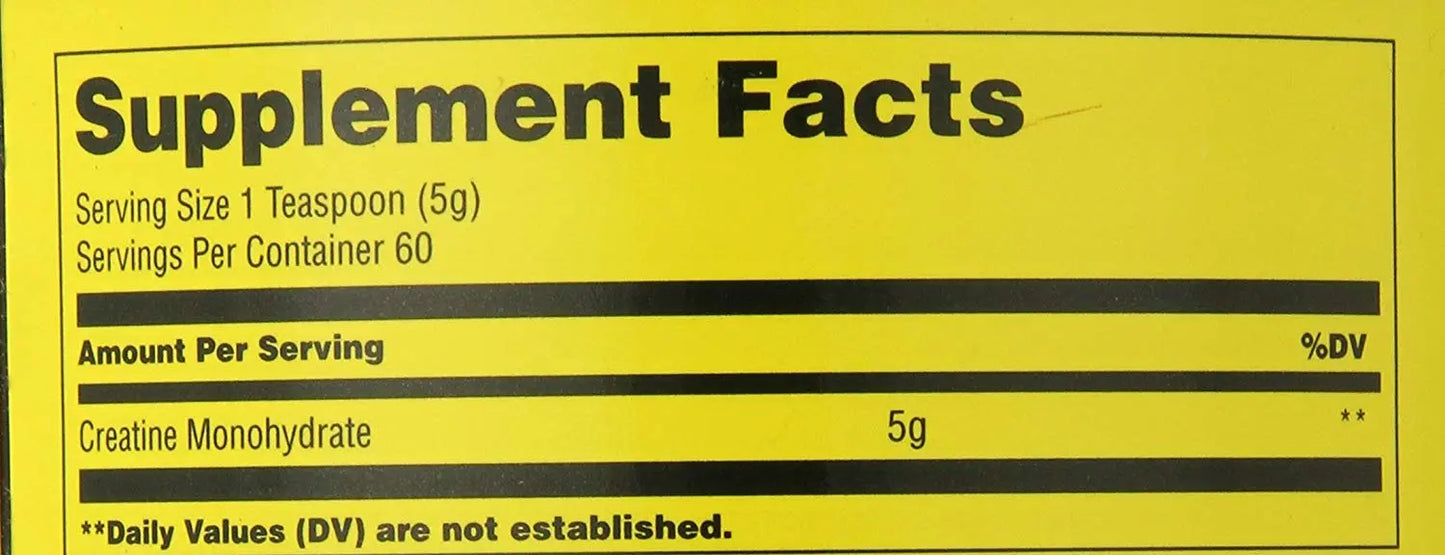 Supplement Facts
Serving Size 1 Teaspoon (5g)
Servings Per Container 60
Amount Per Serving %DV
Creatine Monohydrate 5g **
**Daily Values (DV) are not established.